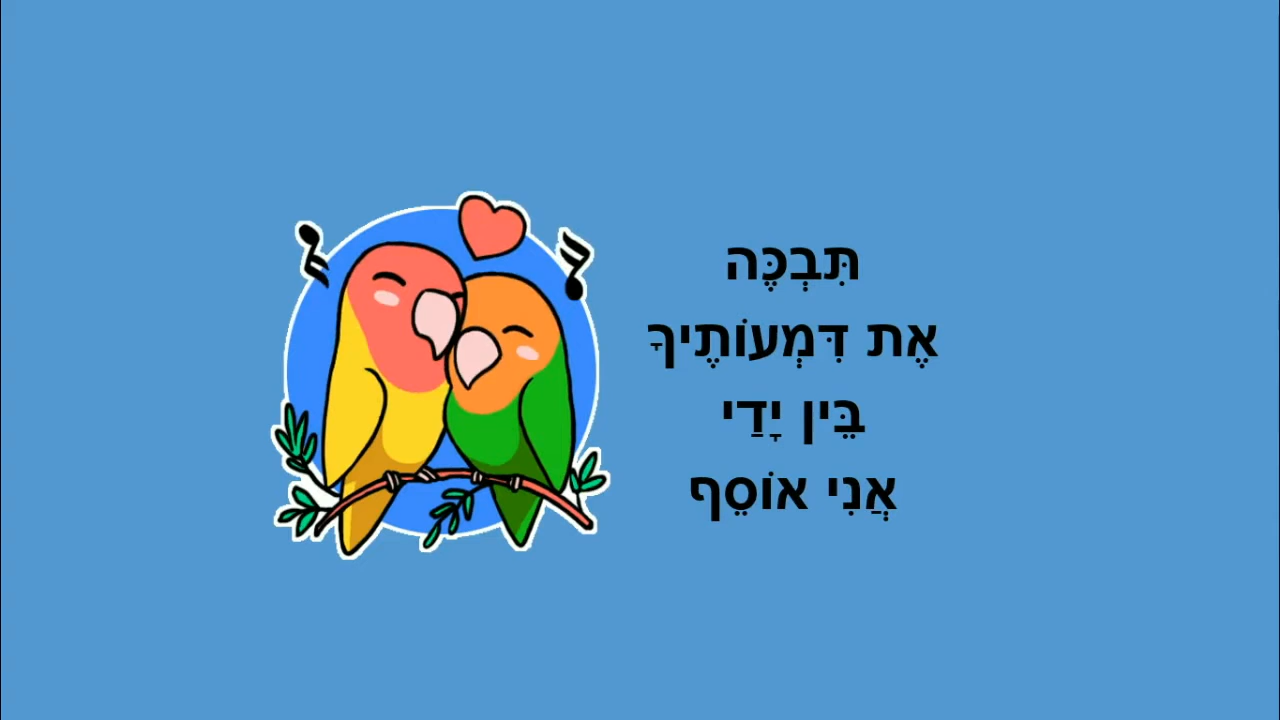 תִּבְכֶּה
אֶת דִּמְעוֹתֶיךָ
בֵּין יָדַי
אֲנִי אוֹסֵף